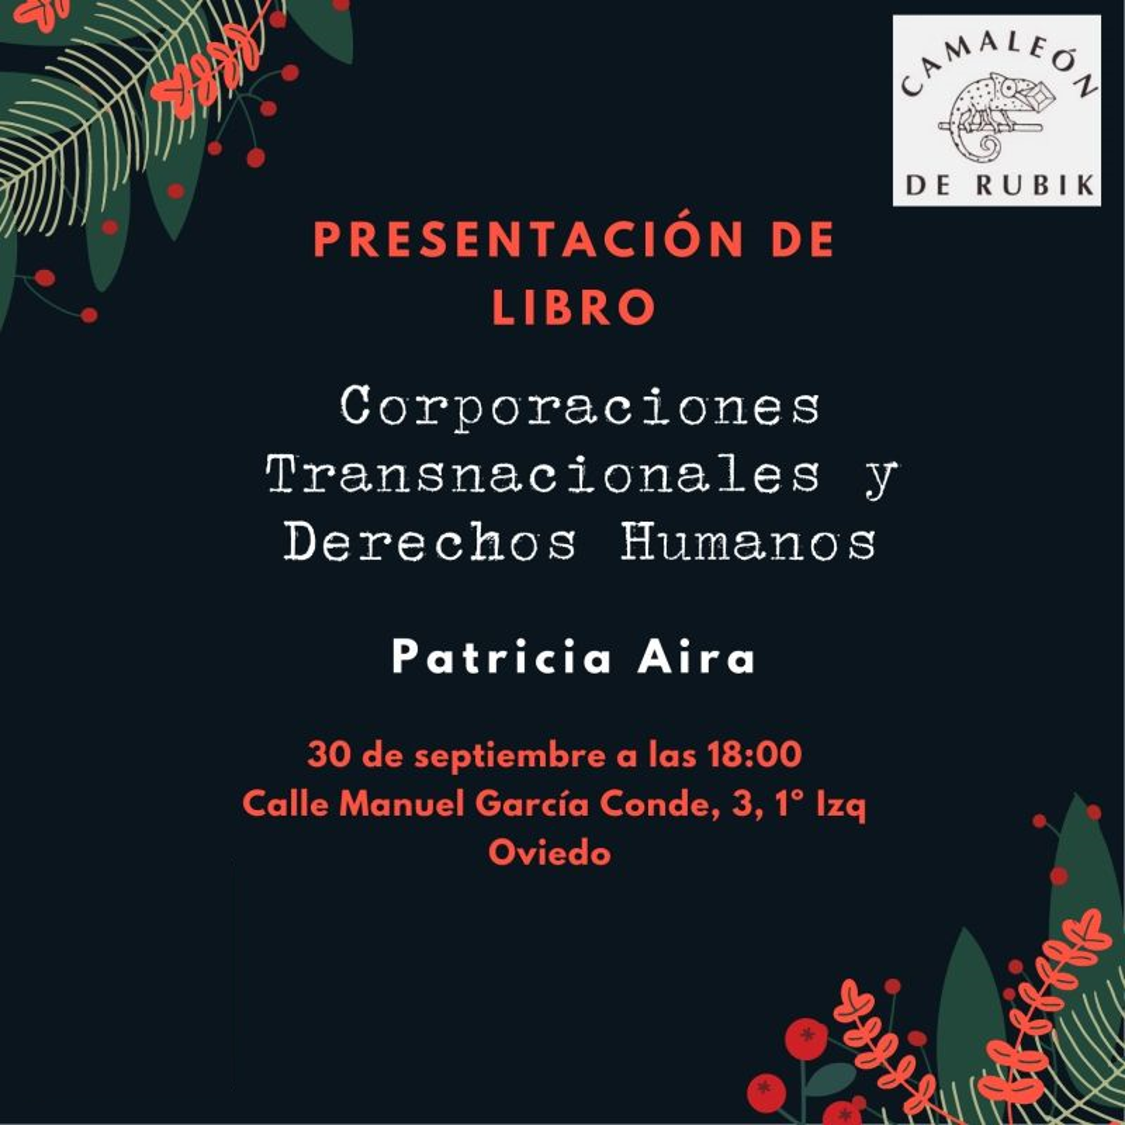 CAMALEÓN
DE RUBIK
PRESENTACIÓN DE
LIBRO
Corporaciones
Transnacionales y
Derechos Humanos
Patricia Aira
30 de septiembre a las 18:00
Calle Manuel García Conde, 3, 1º Izq
Oviedo